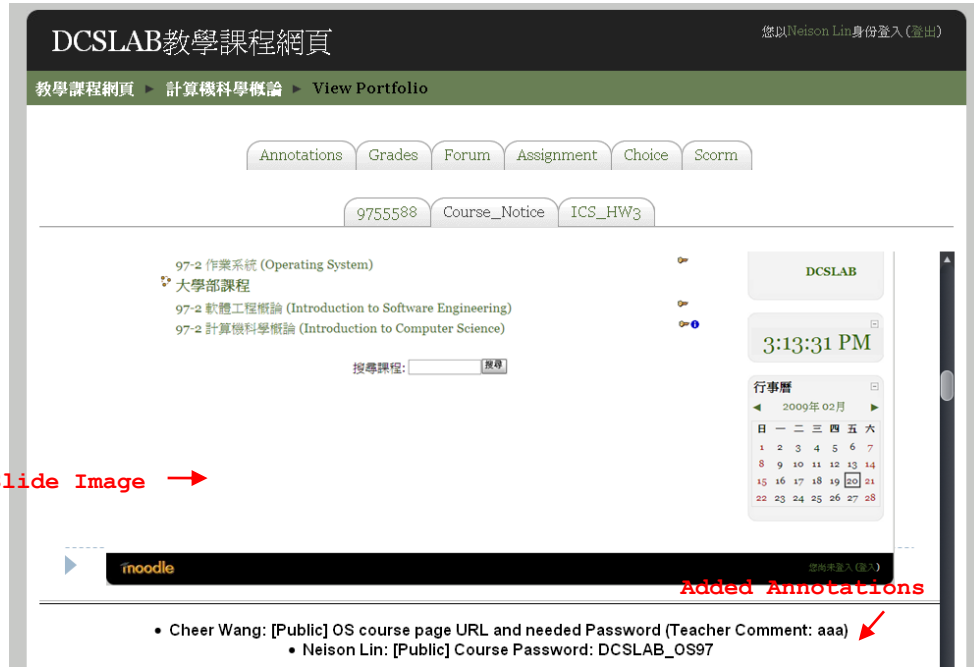 DCSLAB教學課程網頁
您以Neison Lin身份登入 (登出)
教學課程網頁 ► 計算機科學概論 ► View Portfolio
Annotations Grades Forum Assignment Choice Scorm
9755588 Course_Notice ICS_HW3
97-2 作業系統 (Operating System)
大學部課程
97-2 軟體工程概論 (Introduction to Software Engineering)
97-2 計算機科學概論 (Introduction to Computer Science)
搜尋課程: 搜尋
DCSLAB
3:13:31 PM
行事曆
◄ 2009年 02月 ►
日 一 二 三 四 五 六
1 2 3 4 5 6 7
8 9 10 11 12 13 14
15 16 17 18 19 20 21
22 23 24 25 26 27 28
lide Image
moodle
您尚未登入 (登入)
Added Annotations
• Cheer Wang: [Public] OS course page URL and needed Password (Teacher Comment: aaa)
• Neison Lin: [Public] Course Password: DCSLAB_OS97